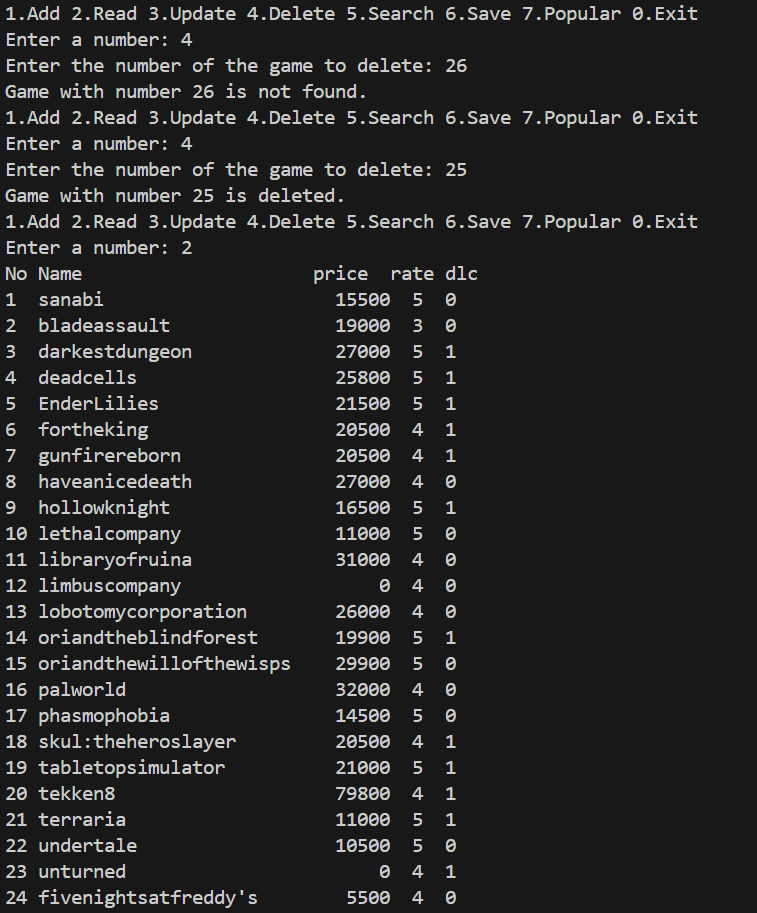 1.Add 2.Read 3.Update 4.Delete 5.Search 6.Save 7.Popular 0.Exit
Enter a number: 4
Enter the number of the game to delete: 26
Game with number 26 is not found.
1.Add 2.Read 3.Update 4.Delete 5.Search 6.Save 7.Popular 0.Exit
Enter a number: 4
Enter the number of the game to delete: 25
Game with number 25 is deleted.
1.Add 2.Read 3.Update 4.Delete 5.Search 6.Save 7.Popular 0.Exit
Enter a number: 2
No Name                     price  rate dlc
1  sanabi                     15500  5  0
2  bladeassault               19000  3  0
3  darkestdungeon             27000  5  1
4  deadcells                  25800  5  1
5  EnderLilies                21500  5  1
6  fortheking                 20500  4  1
7  gunfirereborn              20500  4  1
8  haveanicedeath             27000  4  0
9  hollowknight               16500  5  1
10 lethalcompany              11000  5  0
11 libraryofruina             31000  4  0
12 limbuscompany                  0  4  0
13 lobotomycorporation        26000  4  0
14 oriandtheblindforest       19900  5  1
15 oriandthewillofthewisps    29900  5  0
16 palworld                   32000  4  0
17 phasmophobia               14500  5  0
18 skul:theheroslayer         20500  4  1
19 tabletopsimulator          21000  5  1
20 tekken8                    79800  4  1
21 terraria                   11000  5  1
22 undertale                  10500  5  0
23 unturned                       0  4  1
24 fivenightsatfreddy's        5500  4  0